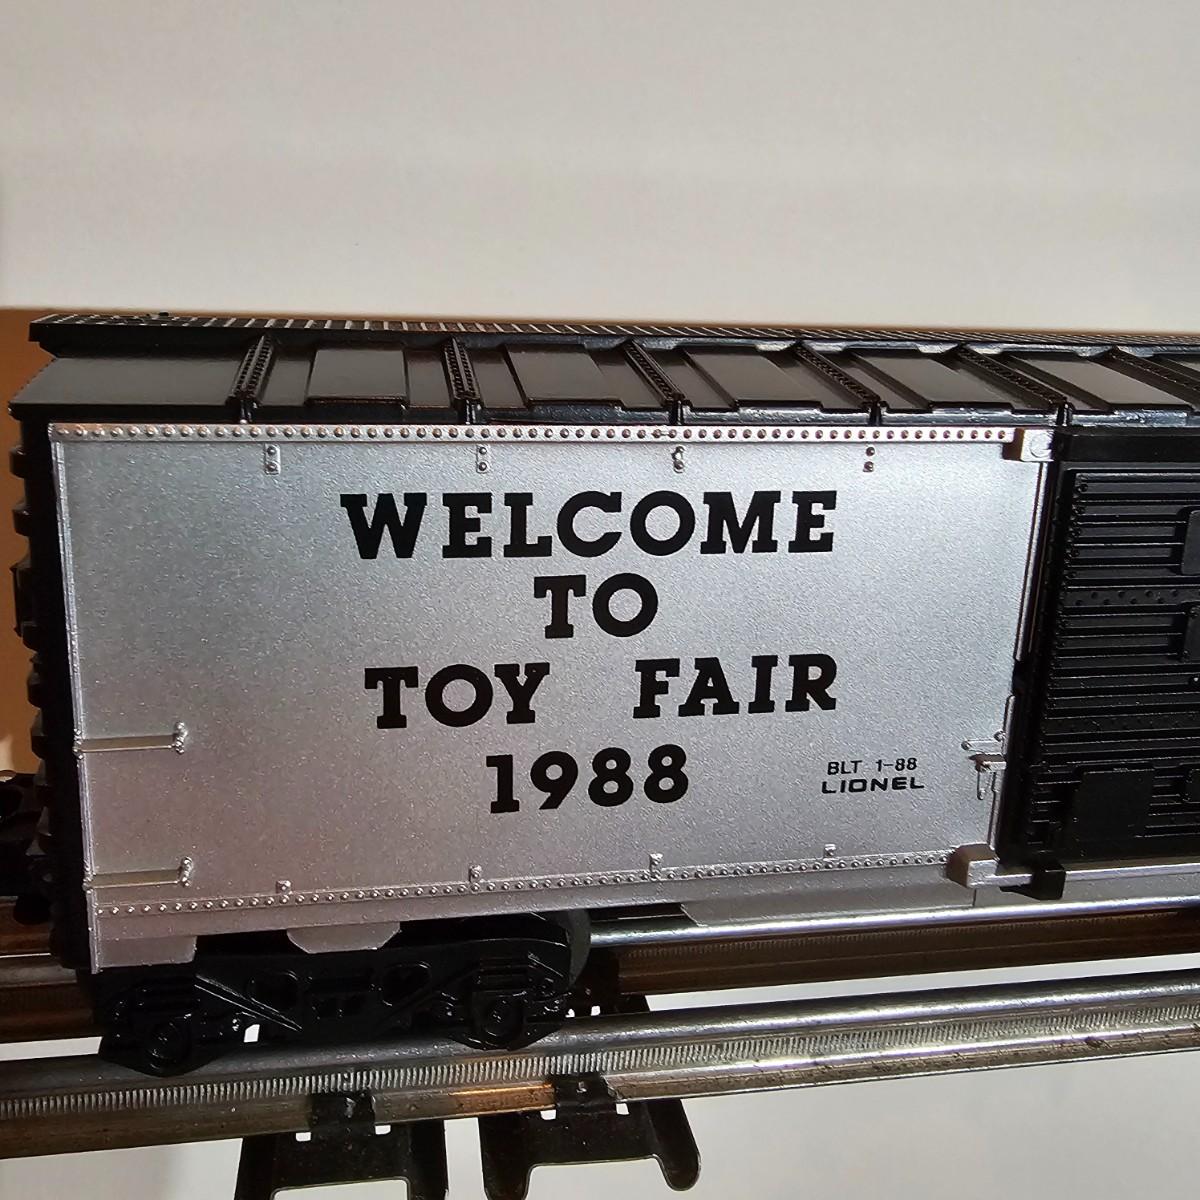 WELCOME
TO
TOY FAIR
1988
BLT 1-88
LIONEL